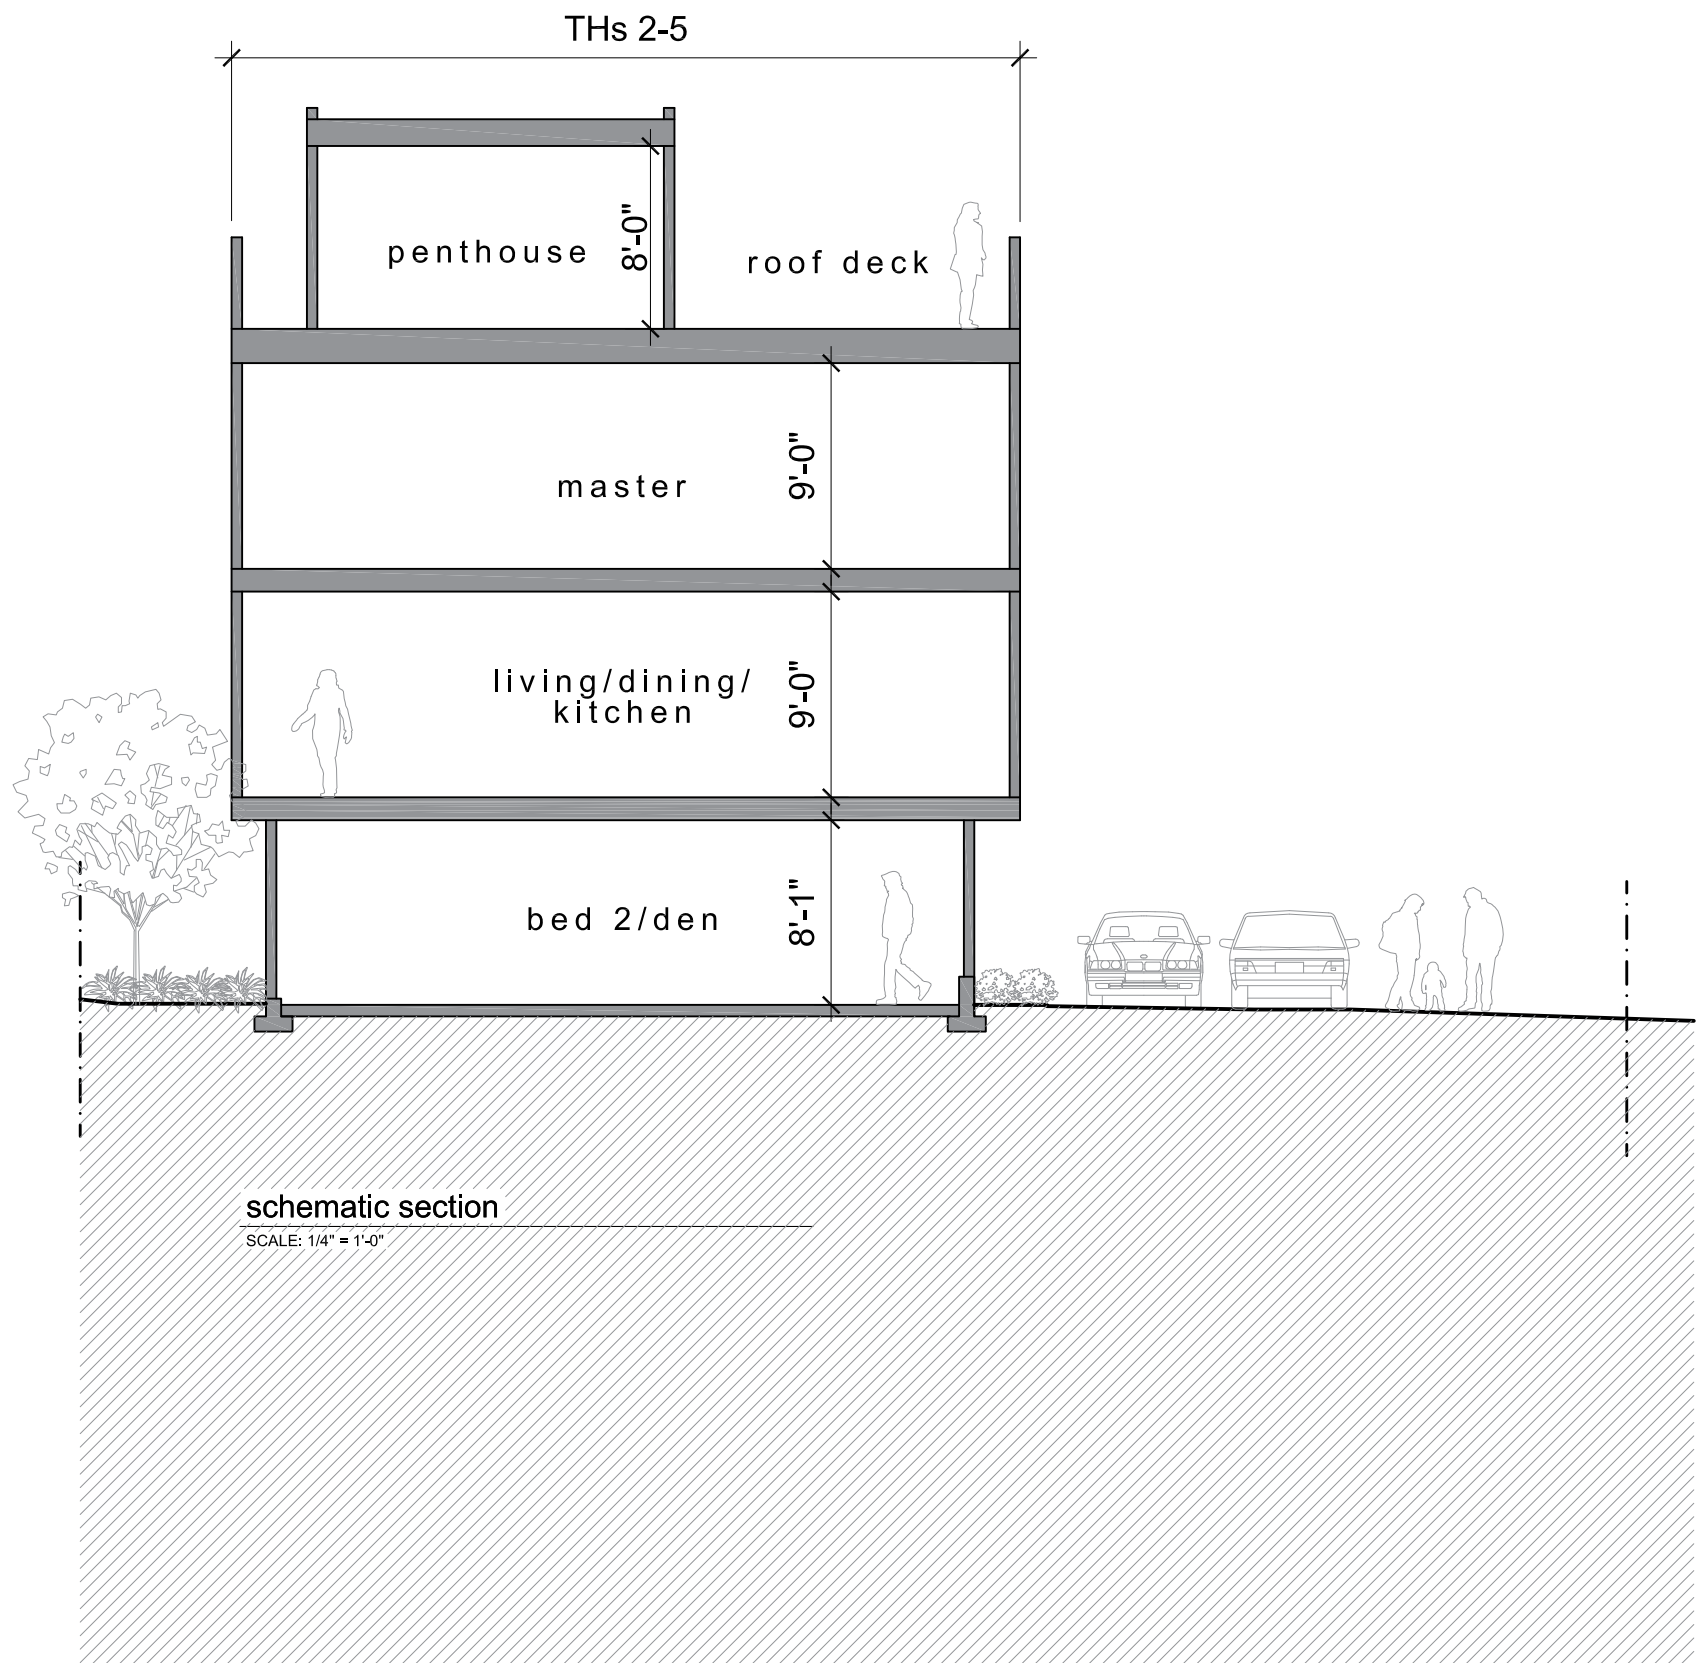 THs 2-5
penthouse
8'-0"
roof deck
master
9'-0"
living/dining/
kitchen
9'-0"
bed 2/den
8'-1"
schematic section
SCALE: 1/4" = 1'-0"